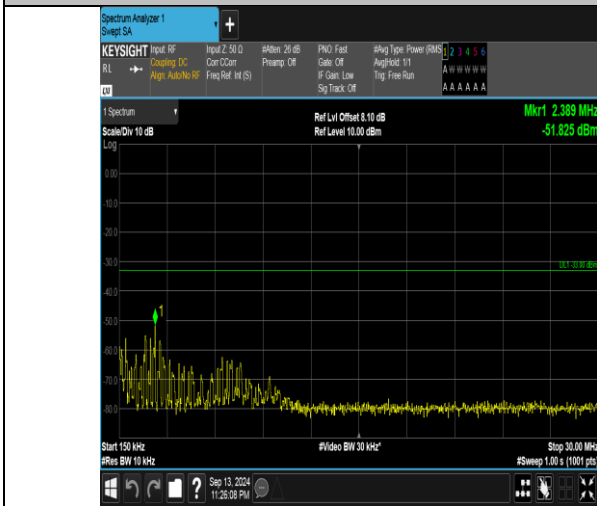 Spectrum Analyzer 1
Swept SA
+
KEYSIGHT
RL
Input: RF
Coupling: DC
Align: Auto/No RF
Input Z: 50 Ω
Corr CCorr
Freq Ref: Int (S)
#Atten: 26 dB
Preamp: Off
PNO: Fast
Gate: Off
IF Gain: Low
Sig Track: Off
#Avg Type: Power (RMS
Avg|Hold: 1/1
Trig: Free Run
1 2 3 4 5 6
A W W W W W
A A A A A A
1 Spectrum
Scale/Div 10 dB
Log
Ref Lvl Offset 8.10 dB
Ref Level 10.00 dBm
Mkr1 2.389 MHz
-51.825 dBm
0.00
-10.0
-20.0
-30.0
DL1 -33.00 dBm
-40.0
1
-50.0
-60.0
-70.0
-80.0
Start 150 kHz
#Res BW 10 kHz
#Video BW 30 kHz*
Stop 30.00 MHz
#Sweep 1.00 s (1001 pts)
?
Sep 13, 2024
11:26:08 PM